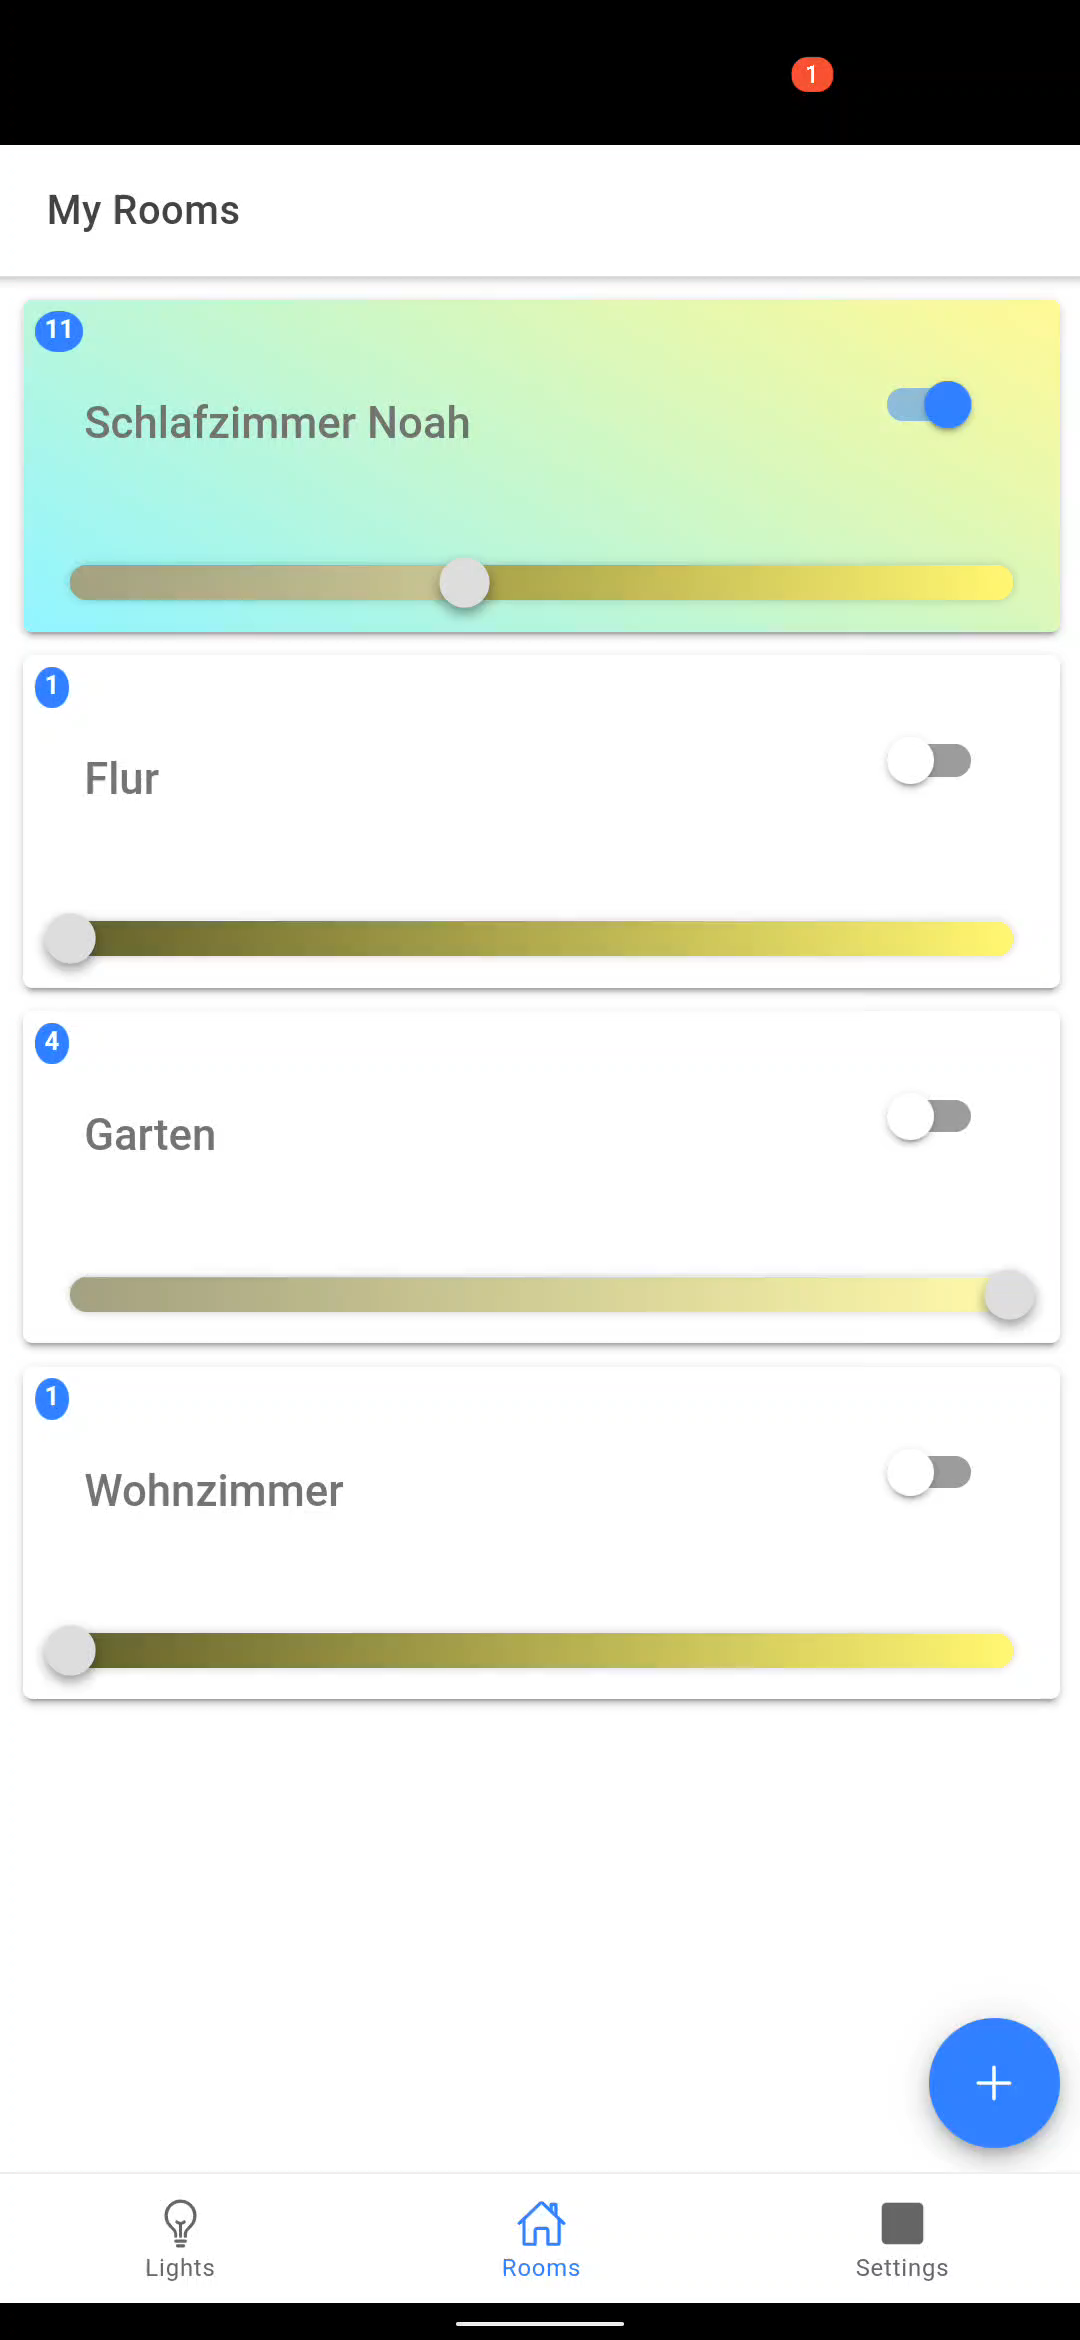 1
My Rooms
11
Schlafzimmer Noah
1
Flur
4
Garten
1
Wohnzimmer
Lights
Rooms
Settings